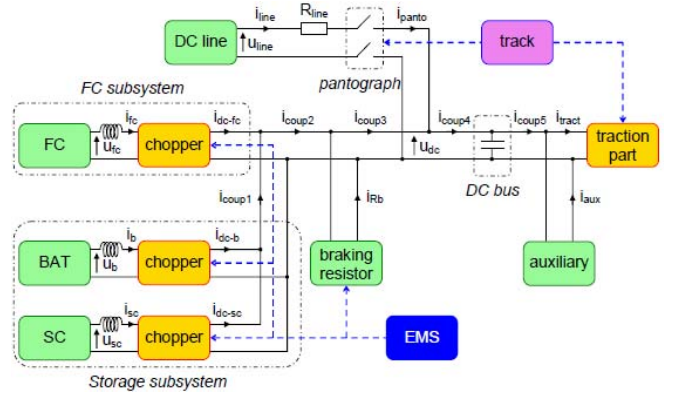 DC line
i_line
R_line
i_panto
u_line
pantograph
track
FC subsystem
FC
i_fc
u_fc
chopper
i_dc-fc
i_coup2
i_coup3
i_coup4
i_coup5
i_tract
u_dc
DC bus
traction
part
i_coup1
i_Rb
i_aux
BAT
i_b
u_b
chopper
i_dc-b
braking
resistor
auxiliary
SC
i_sc
u_sc
chopper
i_dc-sc
EMS
Storage subsystem